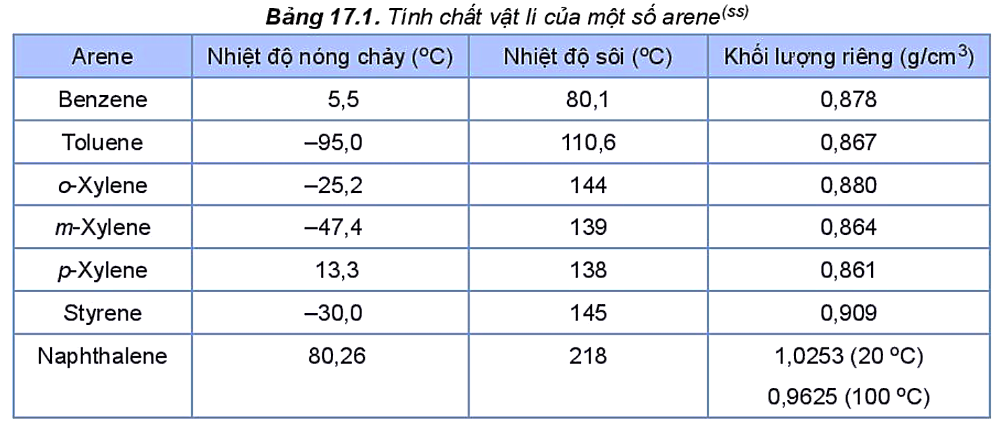 Bảng 17.1. Tính chất vật lí của một số arene(ss)
Arene Nhiệt độ nóng chảy (ºC) Nhiệt độ sôi (ºC) Khối lượng riêng (g/cm³)
Benzene 5,5 80,1 0,878
Toluene –95,0 110,6 0,867
o-Xylene –25,2 144 0,880
m-Xylene –47,4 139 0,864
p-Xylene 13,3 138 0,861
Styrene –30,0 145 0,909
Naphthalene 80,26 218 1,0253 (20 ºC)
0,9625 (100 ºC)